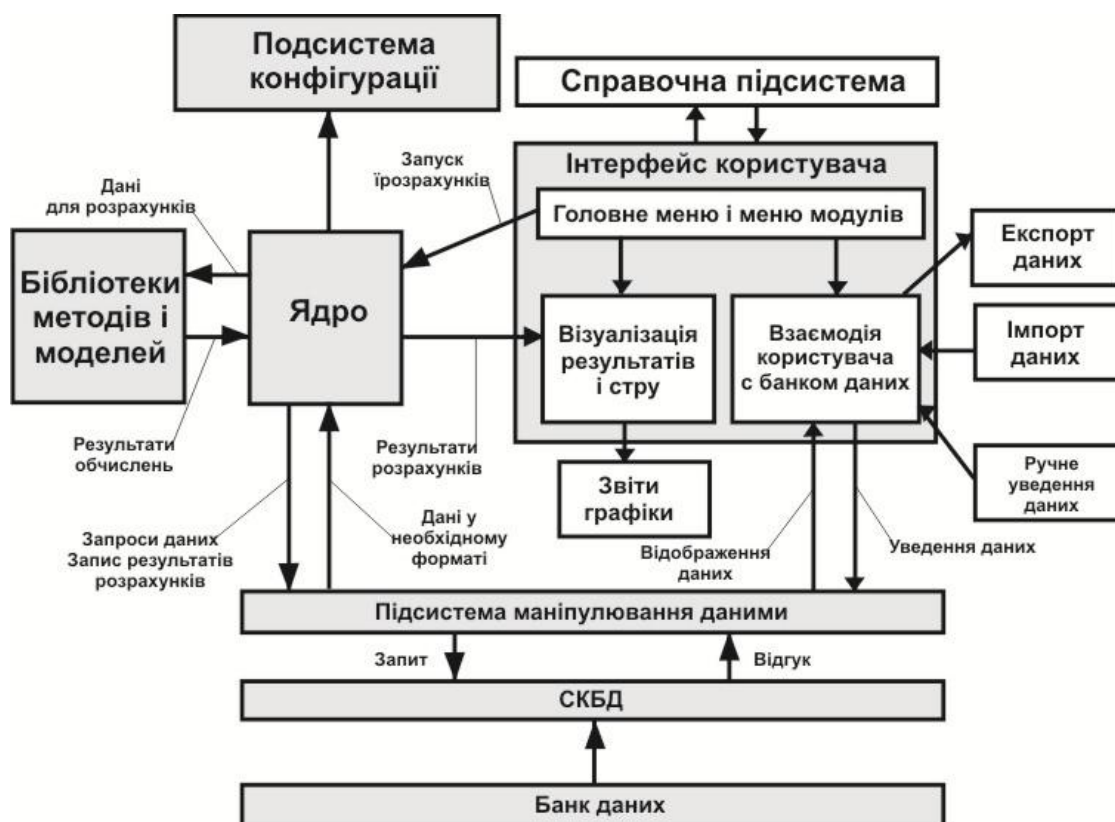 Подсистема
конфігурації
Справочна підсистема
Запуск
їрозрахунків
Інтерфейс користувача
Дані
для розрахунків
Головне меню і меню модулів
Експорт
даних
Бібліотеки
методів і
моделей
Ядро
Візуалізація
результатів
і стру
Взаємодія
користувача
с банком даних
Імпорт
даних
Результати
обчислень
Результати
розрахунків
Ручне
уведення
даних
Звіти
графіки
Запроси даних
Запис результатів
розрахунків
Дані у
необхідному
форматі
Відображення
даних
Уведення даних
Підсистема маніпулювання даними
Запит
Відгук
СКБД
Банк даних